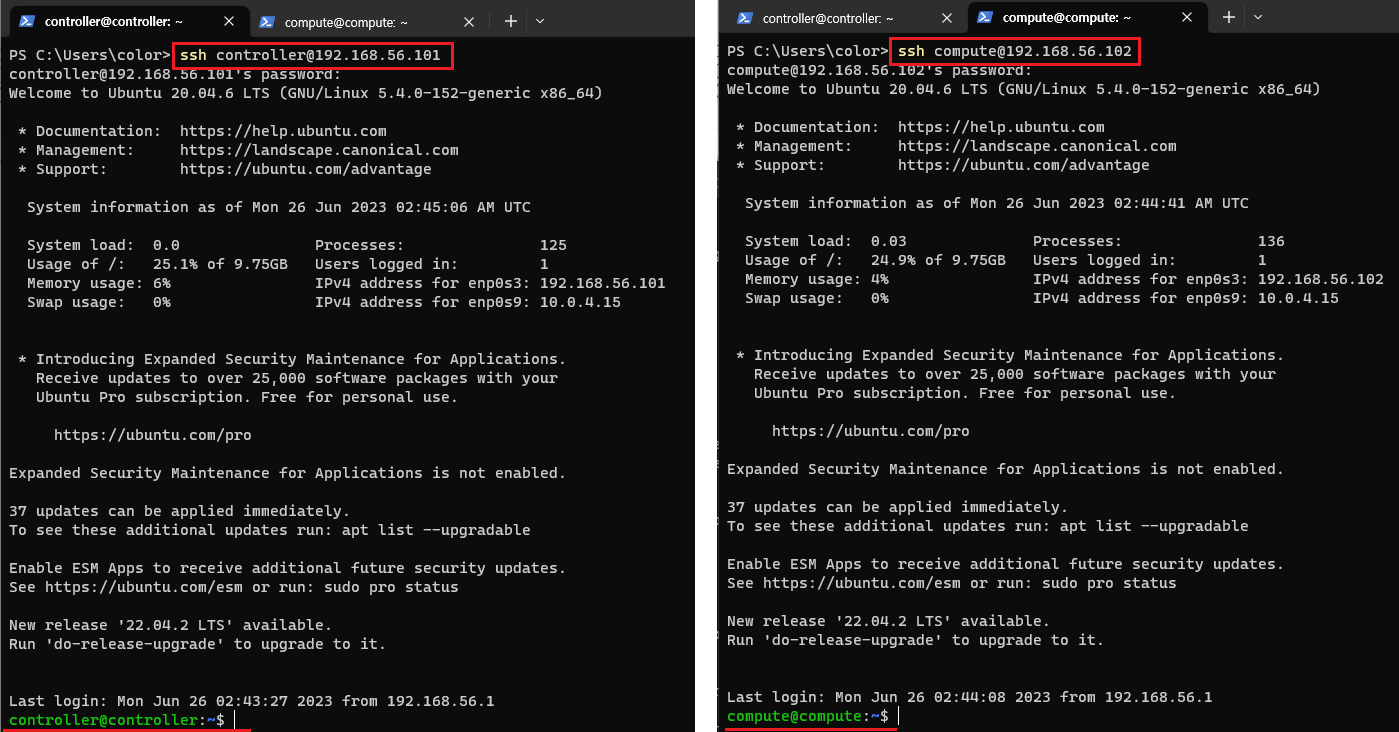 controller@controller: ~
compute@compute: ~
PS C:\Users\color> ssh controller@192.168.56.101
controller@192.168.56.101's password:
Welcome to Ubuntu 20.04.6 LTS (GNU/Linux 5.4.0-152-generic x86_64)
* Documentation:  https://help.ubuntu.com
* Management:     https://landscape.canonical.com
* Support:        https://ubuntu.com/advantage
System information as of Mon 26 Jun 2023 02:45:06 AM UTC
System load:  0.0                Processes:               125
Usage of /:   25.1% of 9.75GB   Users logged in:         1
Memory usage: 6%                IPv4 address for enp0s3: 192.168.56.101
Swap usage:   0%                IPv4 address for enp0s9: 10.0.4.15
* Introducing Expanded Security Maintenance for Applications.
Receive updates to over 25,000 software packages with your
Ubuntu Pro subscription. Free for personal use.
https://ubuntu.com/pro
Expanded Security Maintenance for Applications is not enabled.
37 updates can be applied immediately.
To see these additional updates run: apt list --upgradable
Enable ESM Apps to receive additional future security updates.
See https://ubuntu.com/esm or run: sudo pro status
New release '22.04.2 LTS' available.
Run 'do-release-upgrade' to upgrade to it.
Last login: Mon Jun 26 02:43:27 2023 from 192.168.56.1
controller@controller:~$
controller@controller: ~
compute@compute: ~
PS C:\Users\color> ssh compute@192.168.56.102
compute@192.168.56.102's password:
Welcome to Ubuntu 20.04.6 LTS (GNU/Linux 5.4.0-152-generic x86_64)
* Documentation:  https://help.ubuntu.com
* Management:     https://landscape.canonical.com
* Support:        https://ubuntu.com/advantage
System information as of Mon 26 Jun 2023 02:44:41 AM UTC
System load:  0.03              Processes:               136
Usage of /:   24.9% of 9.75GB   Users logged in:         1
Memory usage: 4%                IPv4 address for enp0s3: 192.168.56.102
Swap usage:   0%                IPv4 address for enp0s9: 10.0.4.15
* Introducing Expanded Security Maintenance for Applications.
Receive updates to over 25,000 software packages with your
Ubuntu Pro subscription. Free for personal use.
https://ubuntu.com/pro
Expanded Security Maintenance for Applications is not enabled.
37 updates can be applied immediately.
To see these additional updates run: apt list --upgradable
Enable ESM Apps to receive additional future security updates.
See https://ubuntu.com/esm or run: sudo pro status
New release '22.04.2 LTS' available.
Run 'do-release-upgrade' to upgrade to it.
Last login: Mon Jun 26 02:44:08 2023 from 192.168.56.1
compute@compute:~$